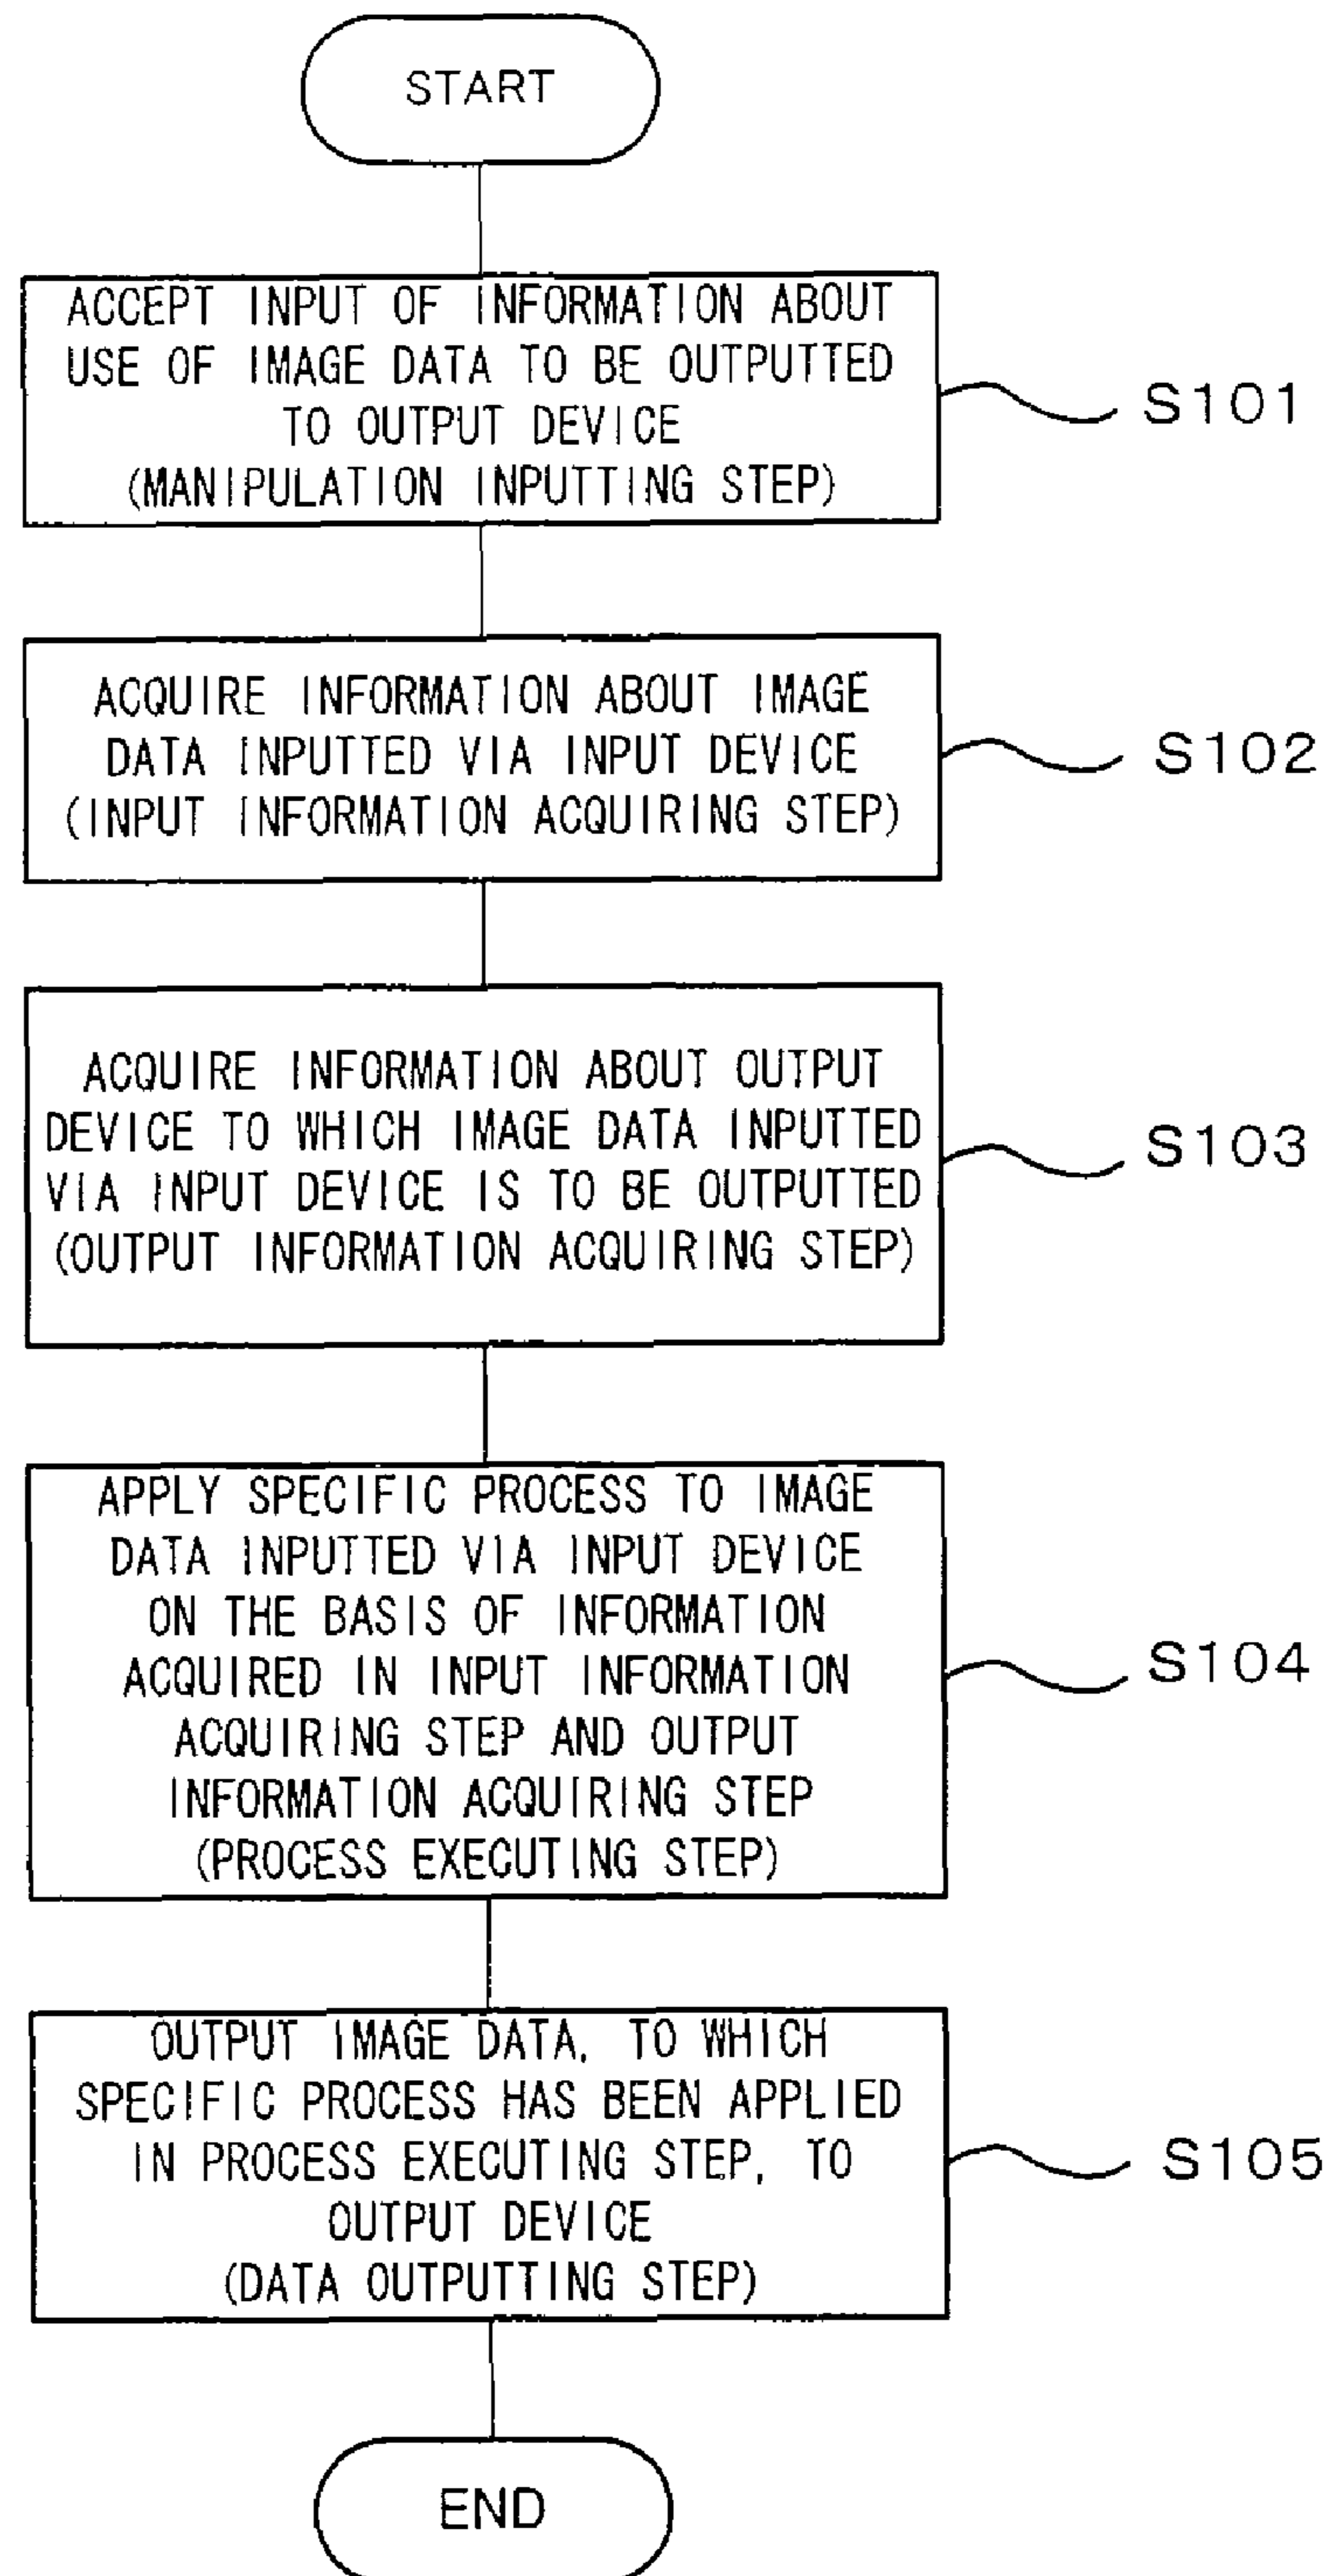 START
ACCEPT INPUT OF INFORMATION ABOUT
USE OF IMAGE DATA TO BE OUTPUTTED
TO OUTPUT DEVICE
(MANIPULATION INPUTTING STEP)
S101
ACQUIRE INFORMATION ABOUT IMAGE
DATA INPUTTED VIA INPUT DEVICE
(INPUT INFORMATION ACQUIRING STEP)
S102
ACQUIRE INFORMATION ABOUT OUTPUT
DEVICE TO WHICH IMAGE DATA INPUTTED
VIA INPUT DEVICE IS TO BE OUTPUTTED
(OUTPUT INFORMATION ACQUIRING STEP)
S103
APPLY SPECIFIC PROCESS TO IMAGE
DATA INPUTTED VIA INPUT DEVICE
ON THE BASIS OF INFORMATION
ACQUIRED IN INPUT INFORMATION
ACQUIRING STEP AND OUTPUT
INFORMATION ACQUIRING STEP
(PROCESS EXECUTING STEP)
S104
OUTPUT IMAGE DATA, TO WHICH
SPECIFIC PROCESS HAS BEEN APPLIED
IN PROCESS EXECUTING STEP, TO
OUTPUT DEVICE
(DATA OUTPUTTING STEP)
S105
END